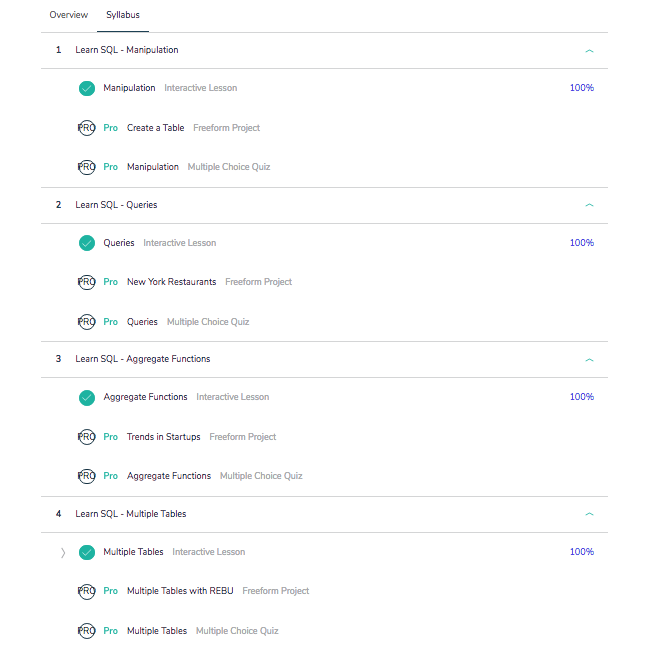 Overview Syllabus
1 Learn SQL - Manipulation
Manipulation Interactive Lesson 100%
PRO Pro Create a Table Freeform Project
PRO Pro Manipulation Multiple Choice Quiz
2 Learn SQL - Queries
Queries Interactive Lesson 100%
PRO Pro New York Restaurants Freeform Project
PRO Pro Queries Multiple Choice Quiz
3 Learn SQL - Aggregate Functions
Aggregate Functions Interactive Lesson 100%
PRO Pro Trends in Startups Freeform Project
PRO Pro Aggregate Functions Multiple Choice Quiz
4 Learn SQL - Multiple Tables
Multiple Tables Interactive Lesson 100%
PRO Pro Multiple Tables with REBU Freeform Project
PRO Pro Multiple Tables Multiple Choice Quiz